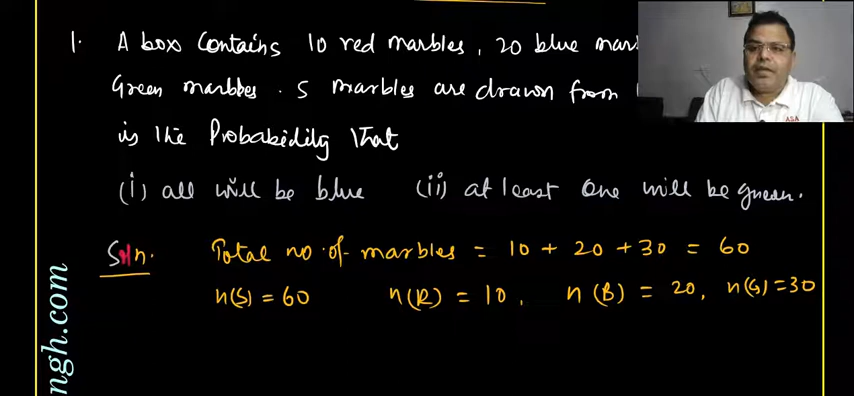 1. A box contains 10 red marbles, 20 blue mar
Green marbbes. 5 marbles are drawn from
is the Probability that
(i) all will be blue (ii) at least one will be green.
Soln. Total no of marbles = 10 + 20 + 30 = 60
n(S) = 60 n(R) = 10, n(B) = 20, n(G) = 30
ASA
ngh.com